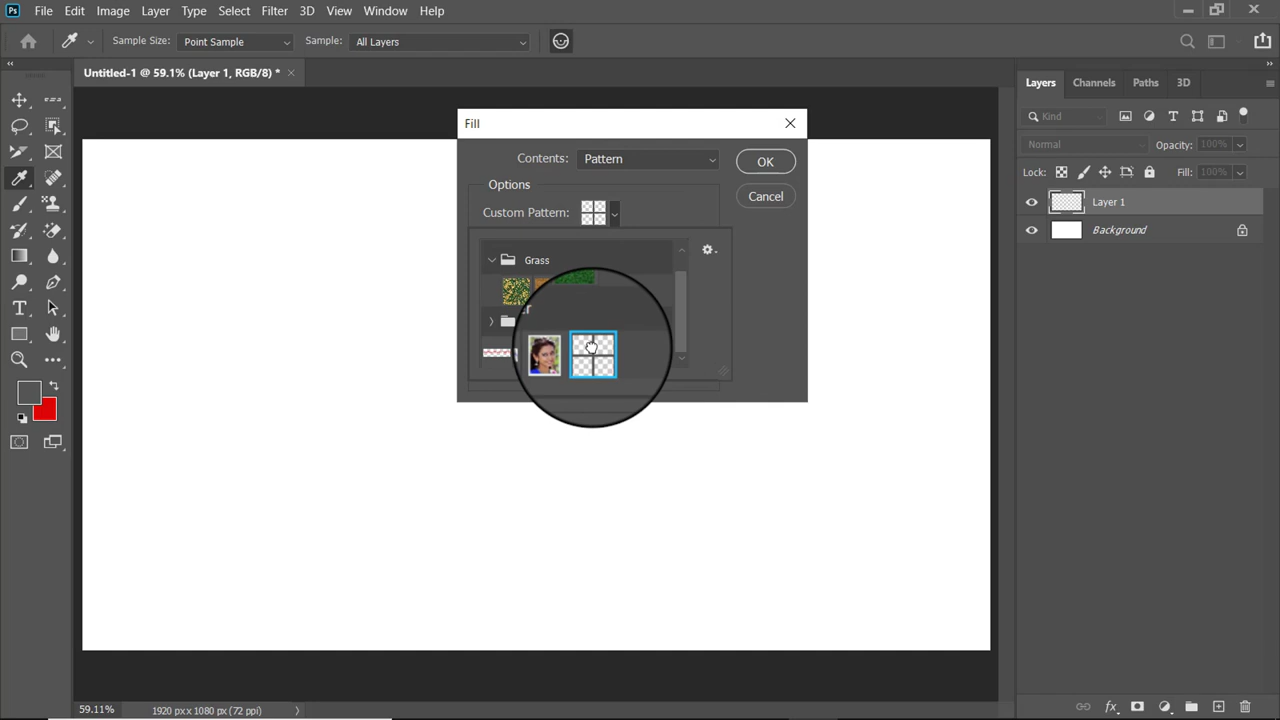 Ps File Edit Image Layer Type Select Filter 3D View Window Help
Sample Size: Point Sample Sample: All Layers
Untitled-1 @ 59.1% (Layer 1, RGB/8) *
Layers Channels Paths 3D
Kind
Normal Opacity: 100%
Lock: Fill: 100%
Layer 1
Background
Fill
Contents: Pattern
OK
Options
Cancel
Custom Pattern:
Grass
59.11% 1920 px x 1080 px (72 ppi)